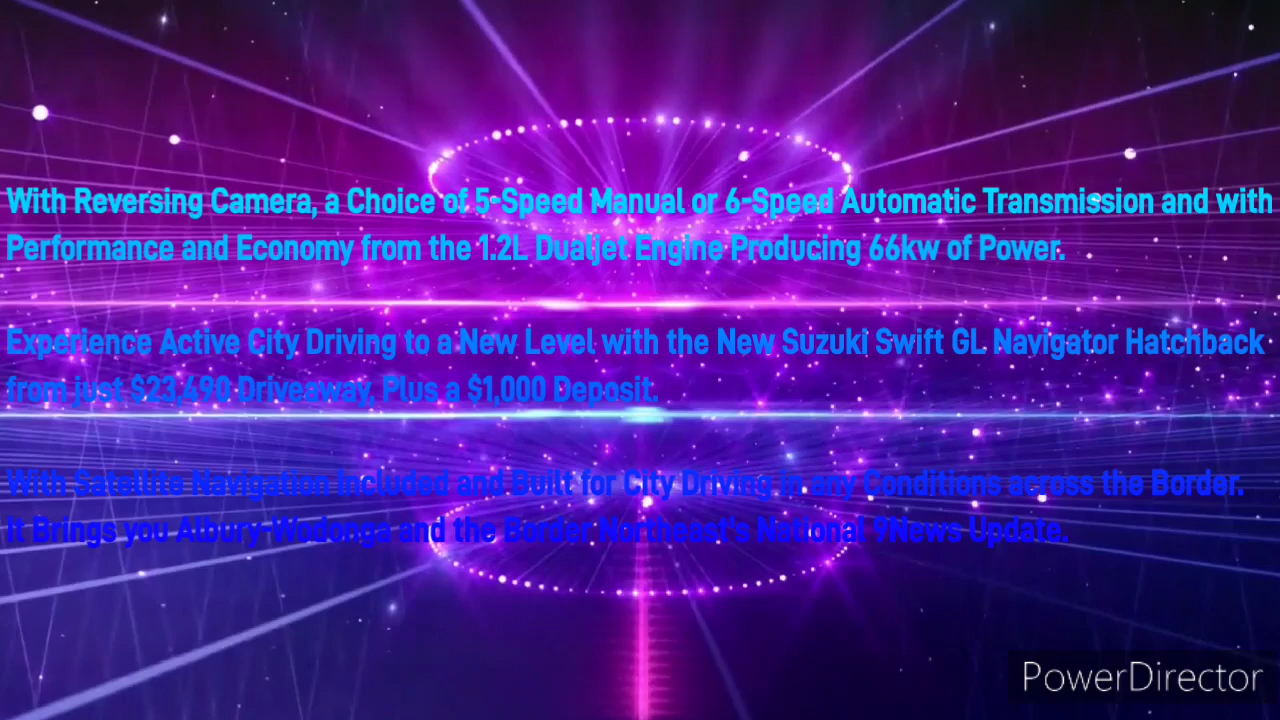 With Reversing Camera, a Choice of 5-Speed Manual or 6-Speed Automatic Transmission and with
Performance and Economy from the 1.2L Dualjet Engine Producing 66kw of Power.
Experience Active City Driving to a New Level with the New Suzuki Swift GL Navigator Hatchback
from just $23,490 Driveaway, Plus a $1,000 Deposit.
With Satellite Navigation Included and Built for City Driving in any Conditions across the Border.
It Brings you Albury-Wodonga and the Border Northeast's National 9News Update.
PowerDirector